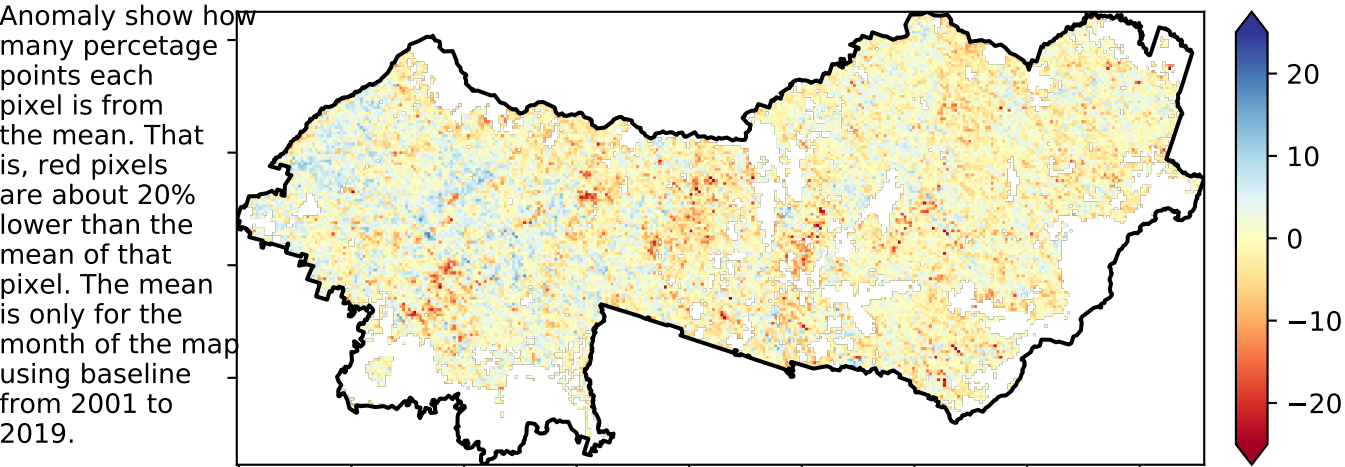 Anomaly show how
many percetage
points each
pixel is from
the mean. That
is, red pixels
are about 20%
lower than the
mean of that
pixel. The mean
is only for the
month of the map
using baseline
from 2001 to
2019.
20
10
0
−10
−20